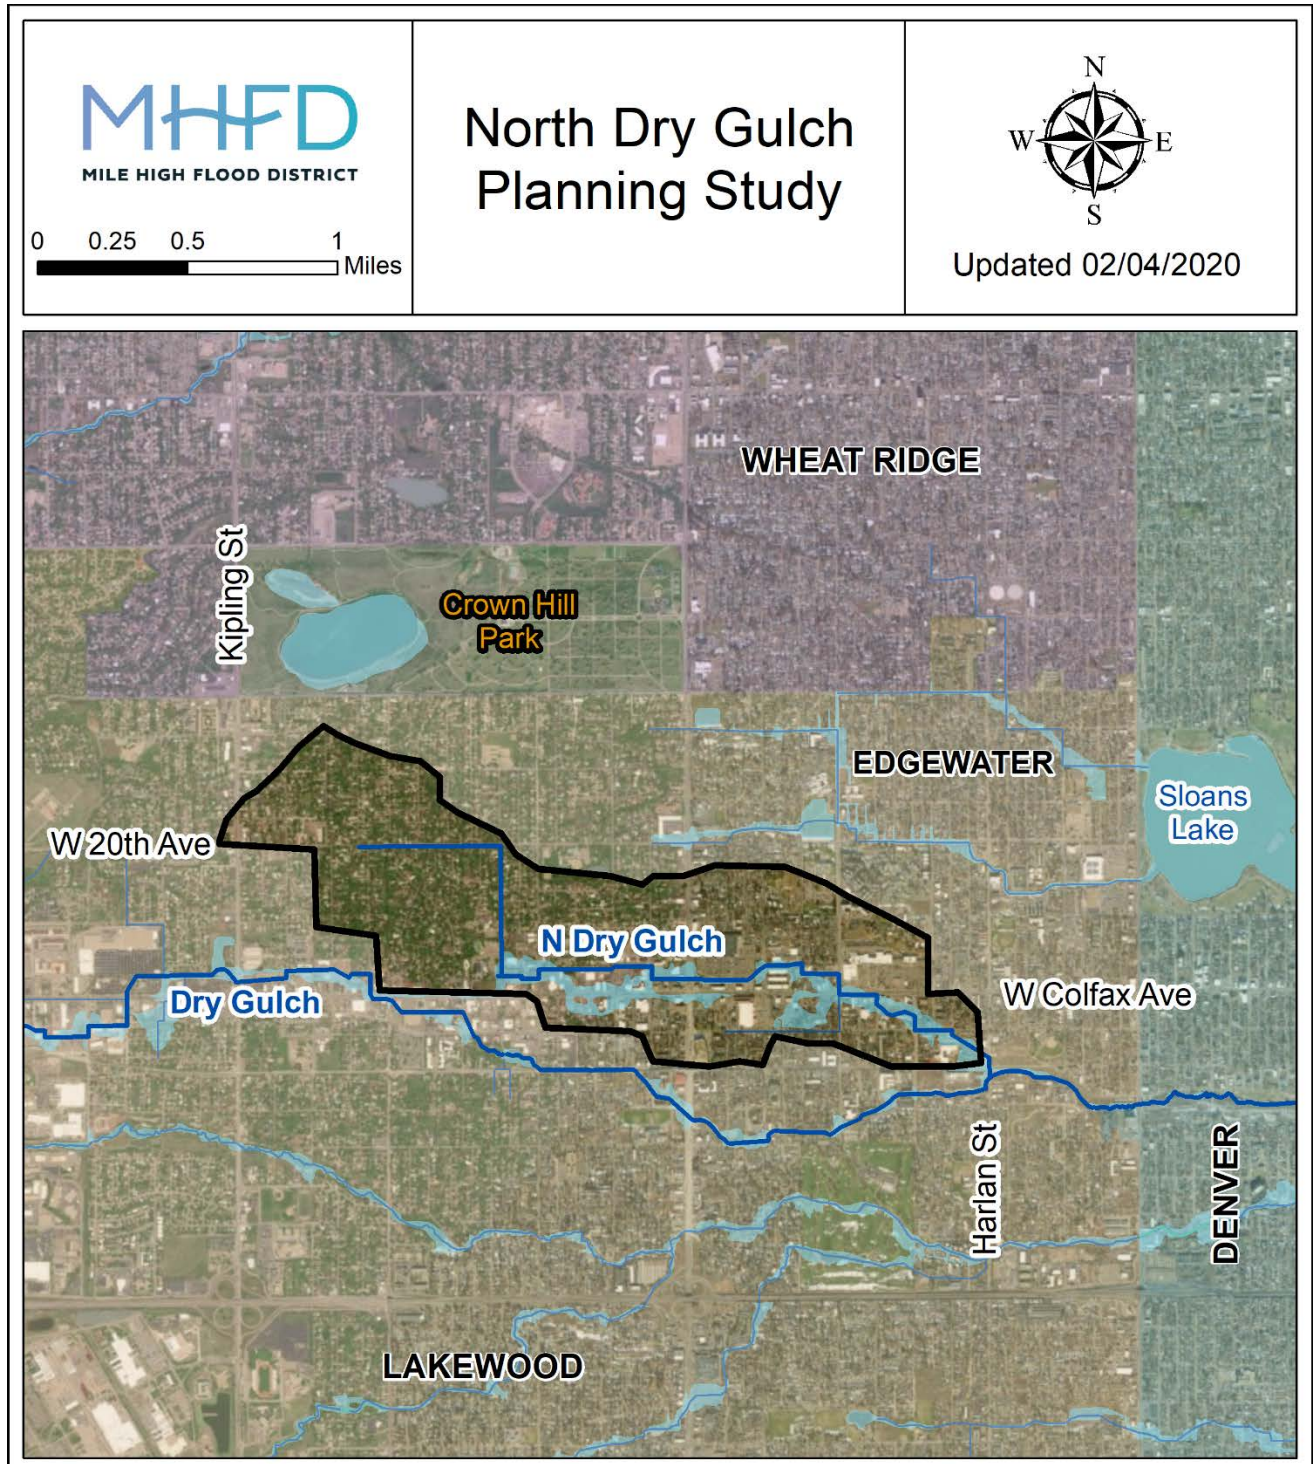 MHFD
MILE HIGH FLOOD DISTRICT
0 0.25 0.5 1
Miles
North Dry Gulch
Planning Study
N
W E
S
Updated 02/04/2020
WHEAT RIDGE
Kipling St
Crown Hill
Park
EDGEWATER
Sloans
Lake
W 20th Ave
N Dry Gulch
Dry Gulch
W Colfax Ave
Harlan St
DENVER
LAKEWOOD